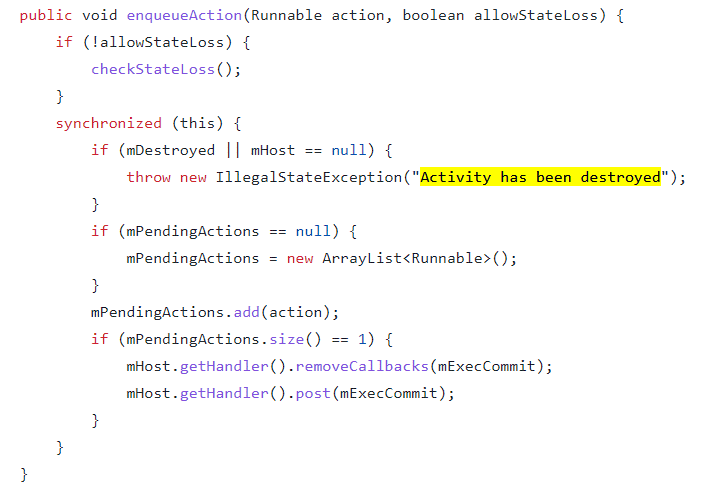 public void enqueueAction(Runnable action, boolean allowStateLoss) {
    if (!allowStateLoss) {
        checkStateLoss();
    }
    synchronized (this) {
        if (mDestroyed || mHost == null) {
            throw new IllegalStateException("Activity has been destroyed");
        }
        if (mPendingActions == null) {
            mPendingActions = new ArrayList<Runnable>();
        }
        mPendingActions.add(action);
        if (mPendingActions.size() == 1) {
            mHost.getHandler().removeCallbacks(mExecCommit);
            mHost.getHandler().post(mExecCommit);
        }
    }
}